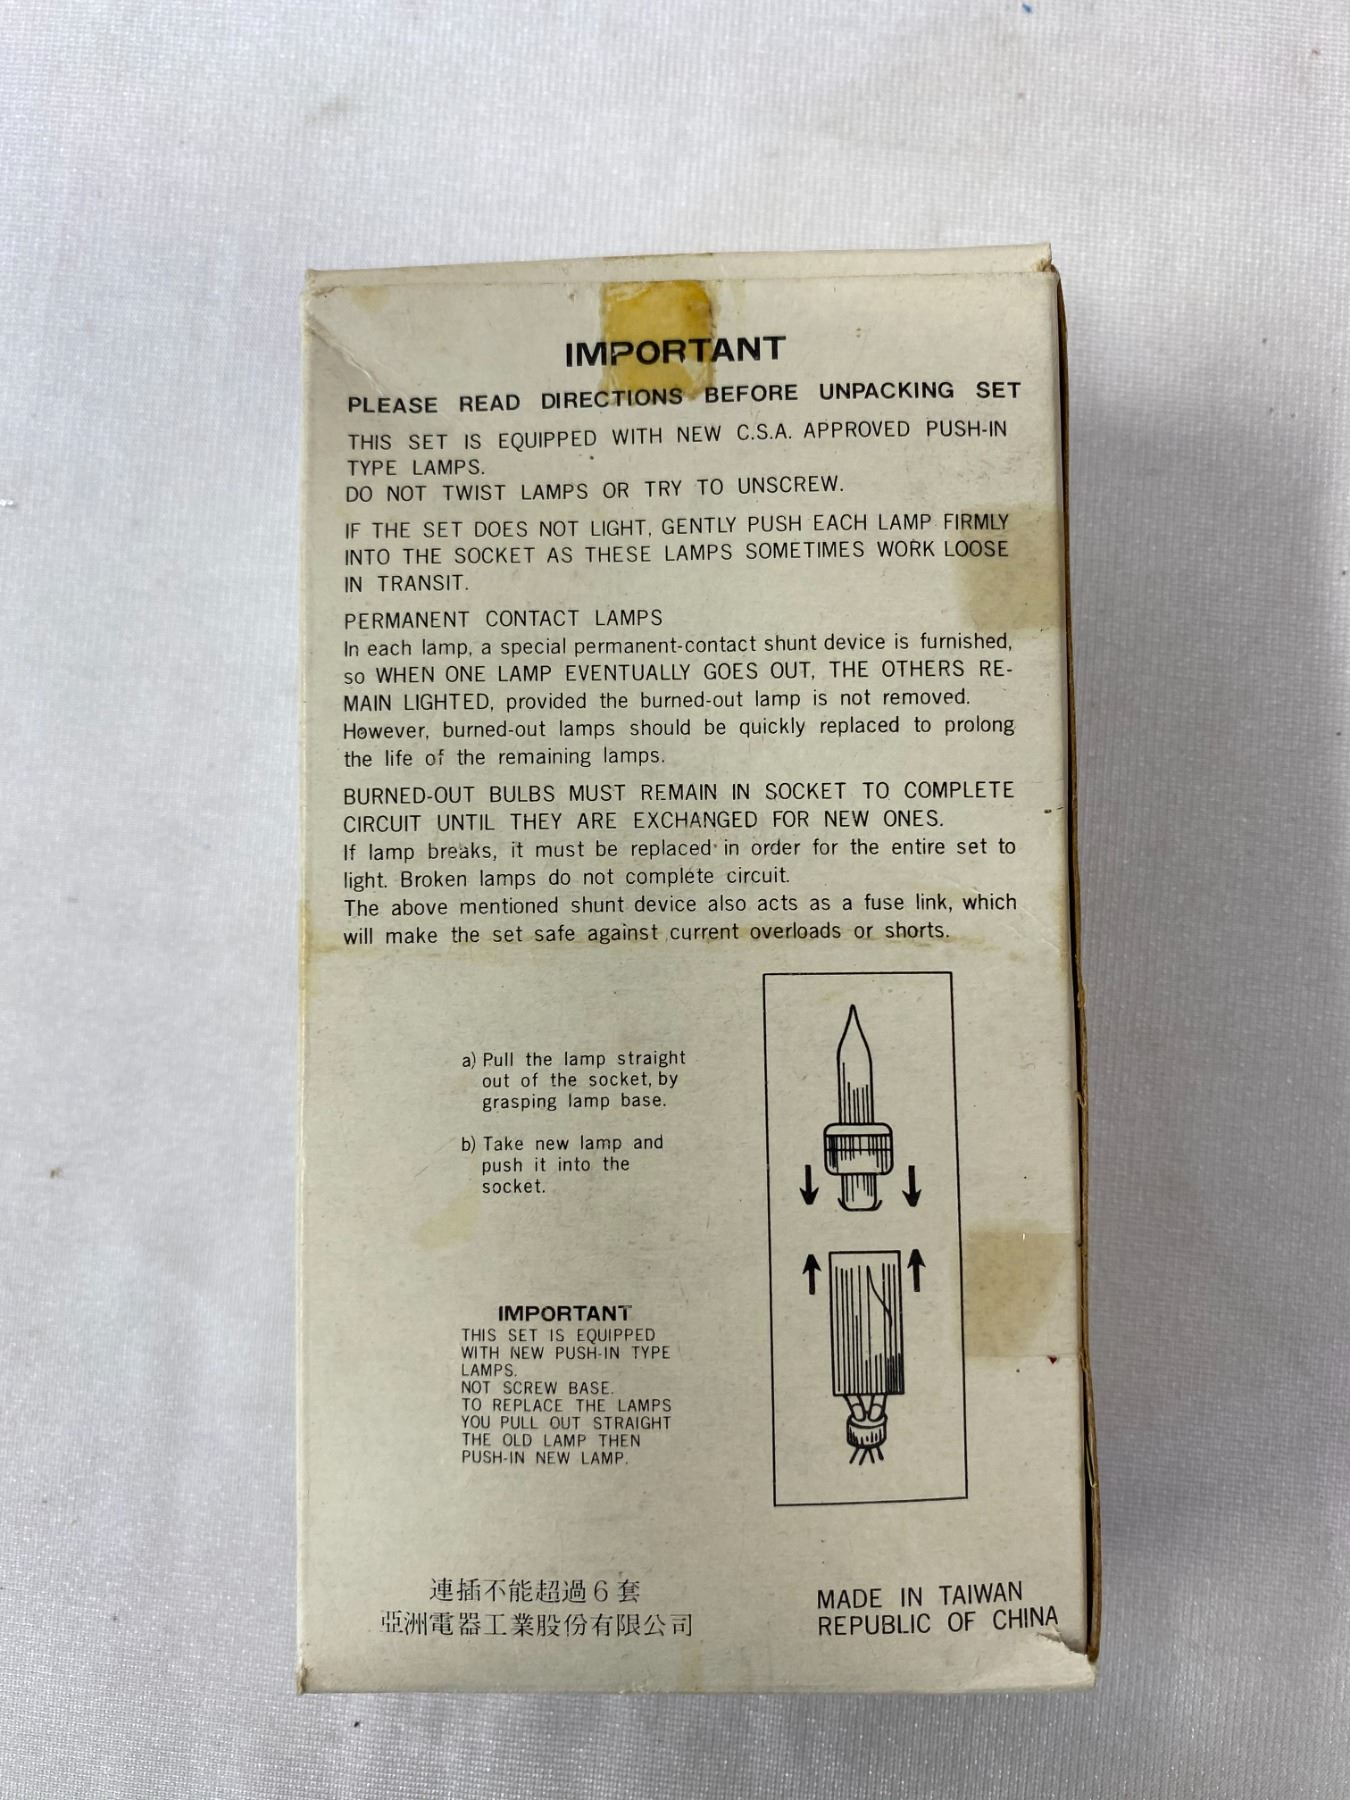 IMPORTANT
PLEASE READ DIRECTIONS BEFORE UNPACKING SET
THIS SET IS EQUIPPED WITH NEW C.S.A. APPROVED PUSH-IN
TYPE LAMPS.
DO NOT TWIST LAMPS OR TRY TO UNSCREW.
IF THE SET DOES NOT LIGHT, GENTLY PUSH EACH LAMP FIRMLY
INTO THE SOCKET AS THESE LAMPS SOMETIMES WORK LOOSE
IN TRANSIT.
PERMANENT CONTACT LAMPS
In each lamp, a special permanent-contact shunt device is furnished,
so WHEN ONE LAMP EVENTUALLY GOES OUT, THE OTHERS RE-
MAIN LIGHTED, provided the burned-out lamp is not removed.
However, burned-out lamps should be quickly replaced to prolong
the life of the remaining lamps.
BURNED-OUT BULBS MUST REMAIN IN SOCKET TO COMPLETE
CIRCUIT UNTIL THEY ARE EXCHANGED FOR NEW ONES.
If lamp breaks, it must be replaced in order for the entire set to
light. Broken lamps do not complete circuit.
The above mentioned shunt device also acts as a fuse link, which
will make the set safe against current overloads or shorts.
a) Pull the lamp straight
out of the socket, by
grasping lamp base.
b) Take new lamp and
push it into the
socket.
IMPORTANT
THIS SET IS EQUIPPED
WITH NEW PUSH-IN TYPE
LAMPS.
NOT SCREW BASE.
TO REPLACE THE LAMPS
YOU PULL OUT STRAIGHT
THE OLD LAMP THEN
PUSH-IN NEW LAMP.
連插不能超過6套
亞洲電器工業股份有限公司
MADE IN TAIWAN
REPUBLIC OF CHINA